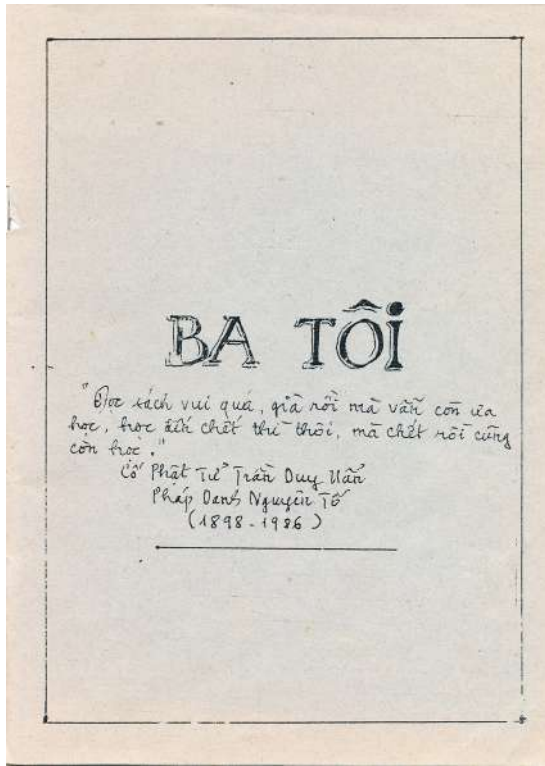 BA TÔI
"Đọc sách vui quá, già rồi mà vẫn còn ưa
học, học đến chết thì thôi, mà chết rồi cũng
còn học."
Cố Phật Tử Trần Duy
Pháp Danh Nguyên Tố
(1898-1986)